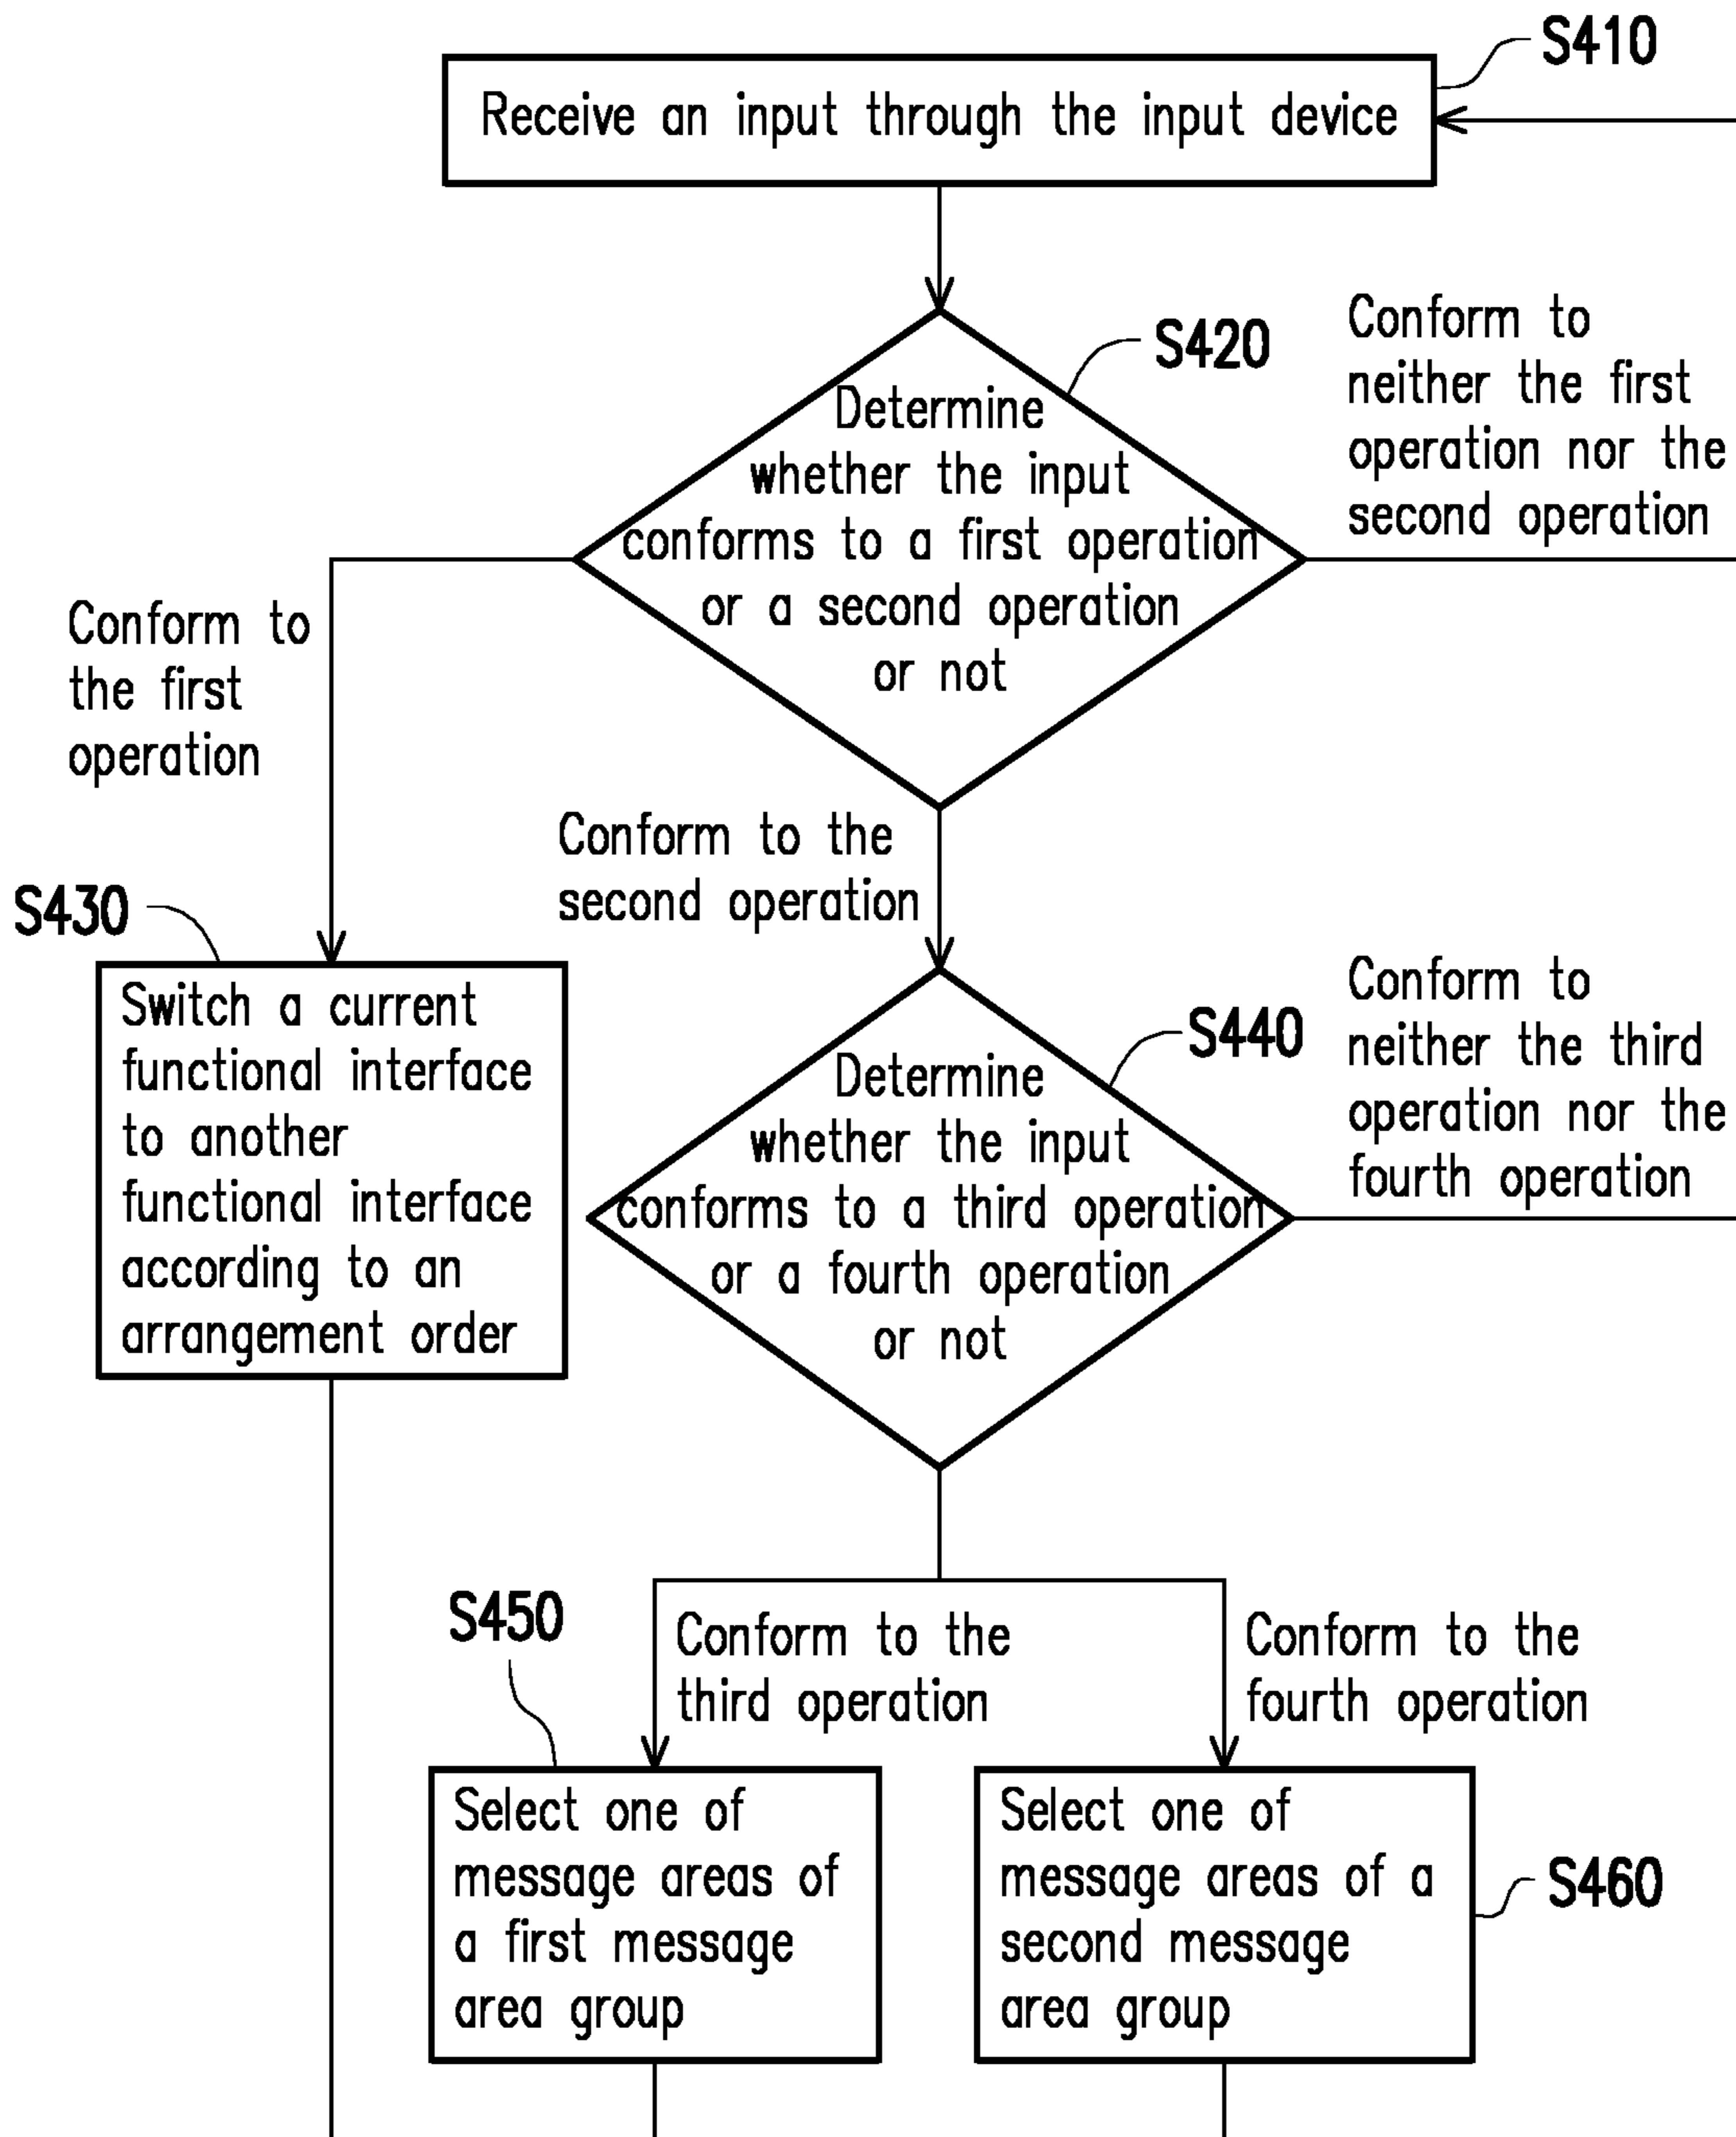 S410
Receive an input through the input device
S420
Determine
whether the input
conforms to a first operation
or a second operation
or not
Conform to
neither the first
operation nor the
second operation
Conform to
the first
operation
Conform to the
second operation
S430
Switch a current
functional interface
to another
functional interface
according to an
arrangement order
S440
Determine
whether the input
conforms to a third operation
or a fourth operation
or not
Conform to
neither the third
operation nor the
fourth operation
S450
Conform to the
third operation
Conform to the
fourth operation
Select one of
message areas of
a first message
area group
Select one of
message areas of a
second message
area group
S460